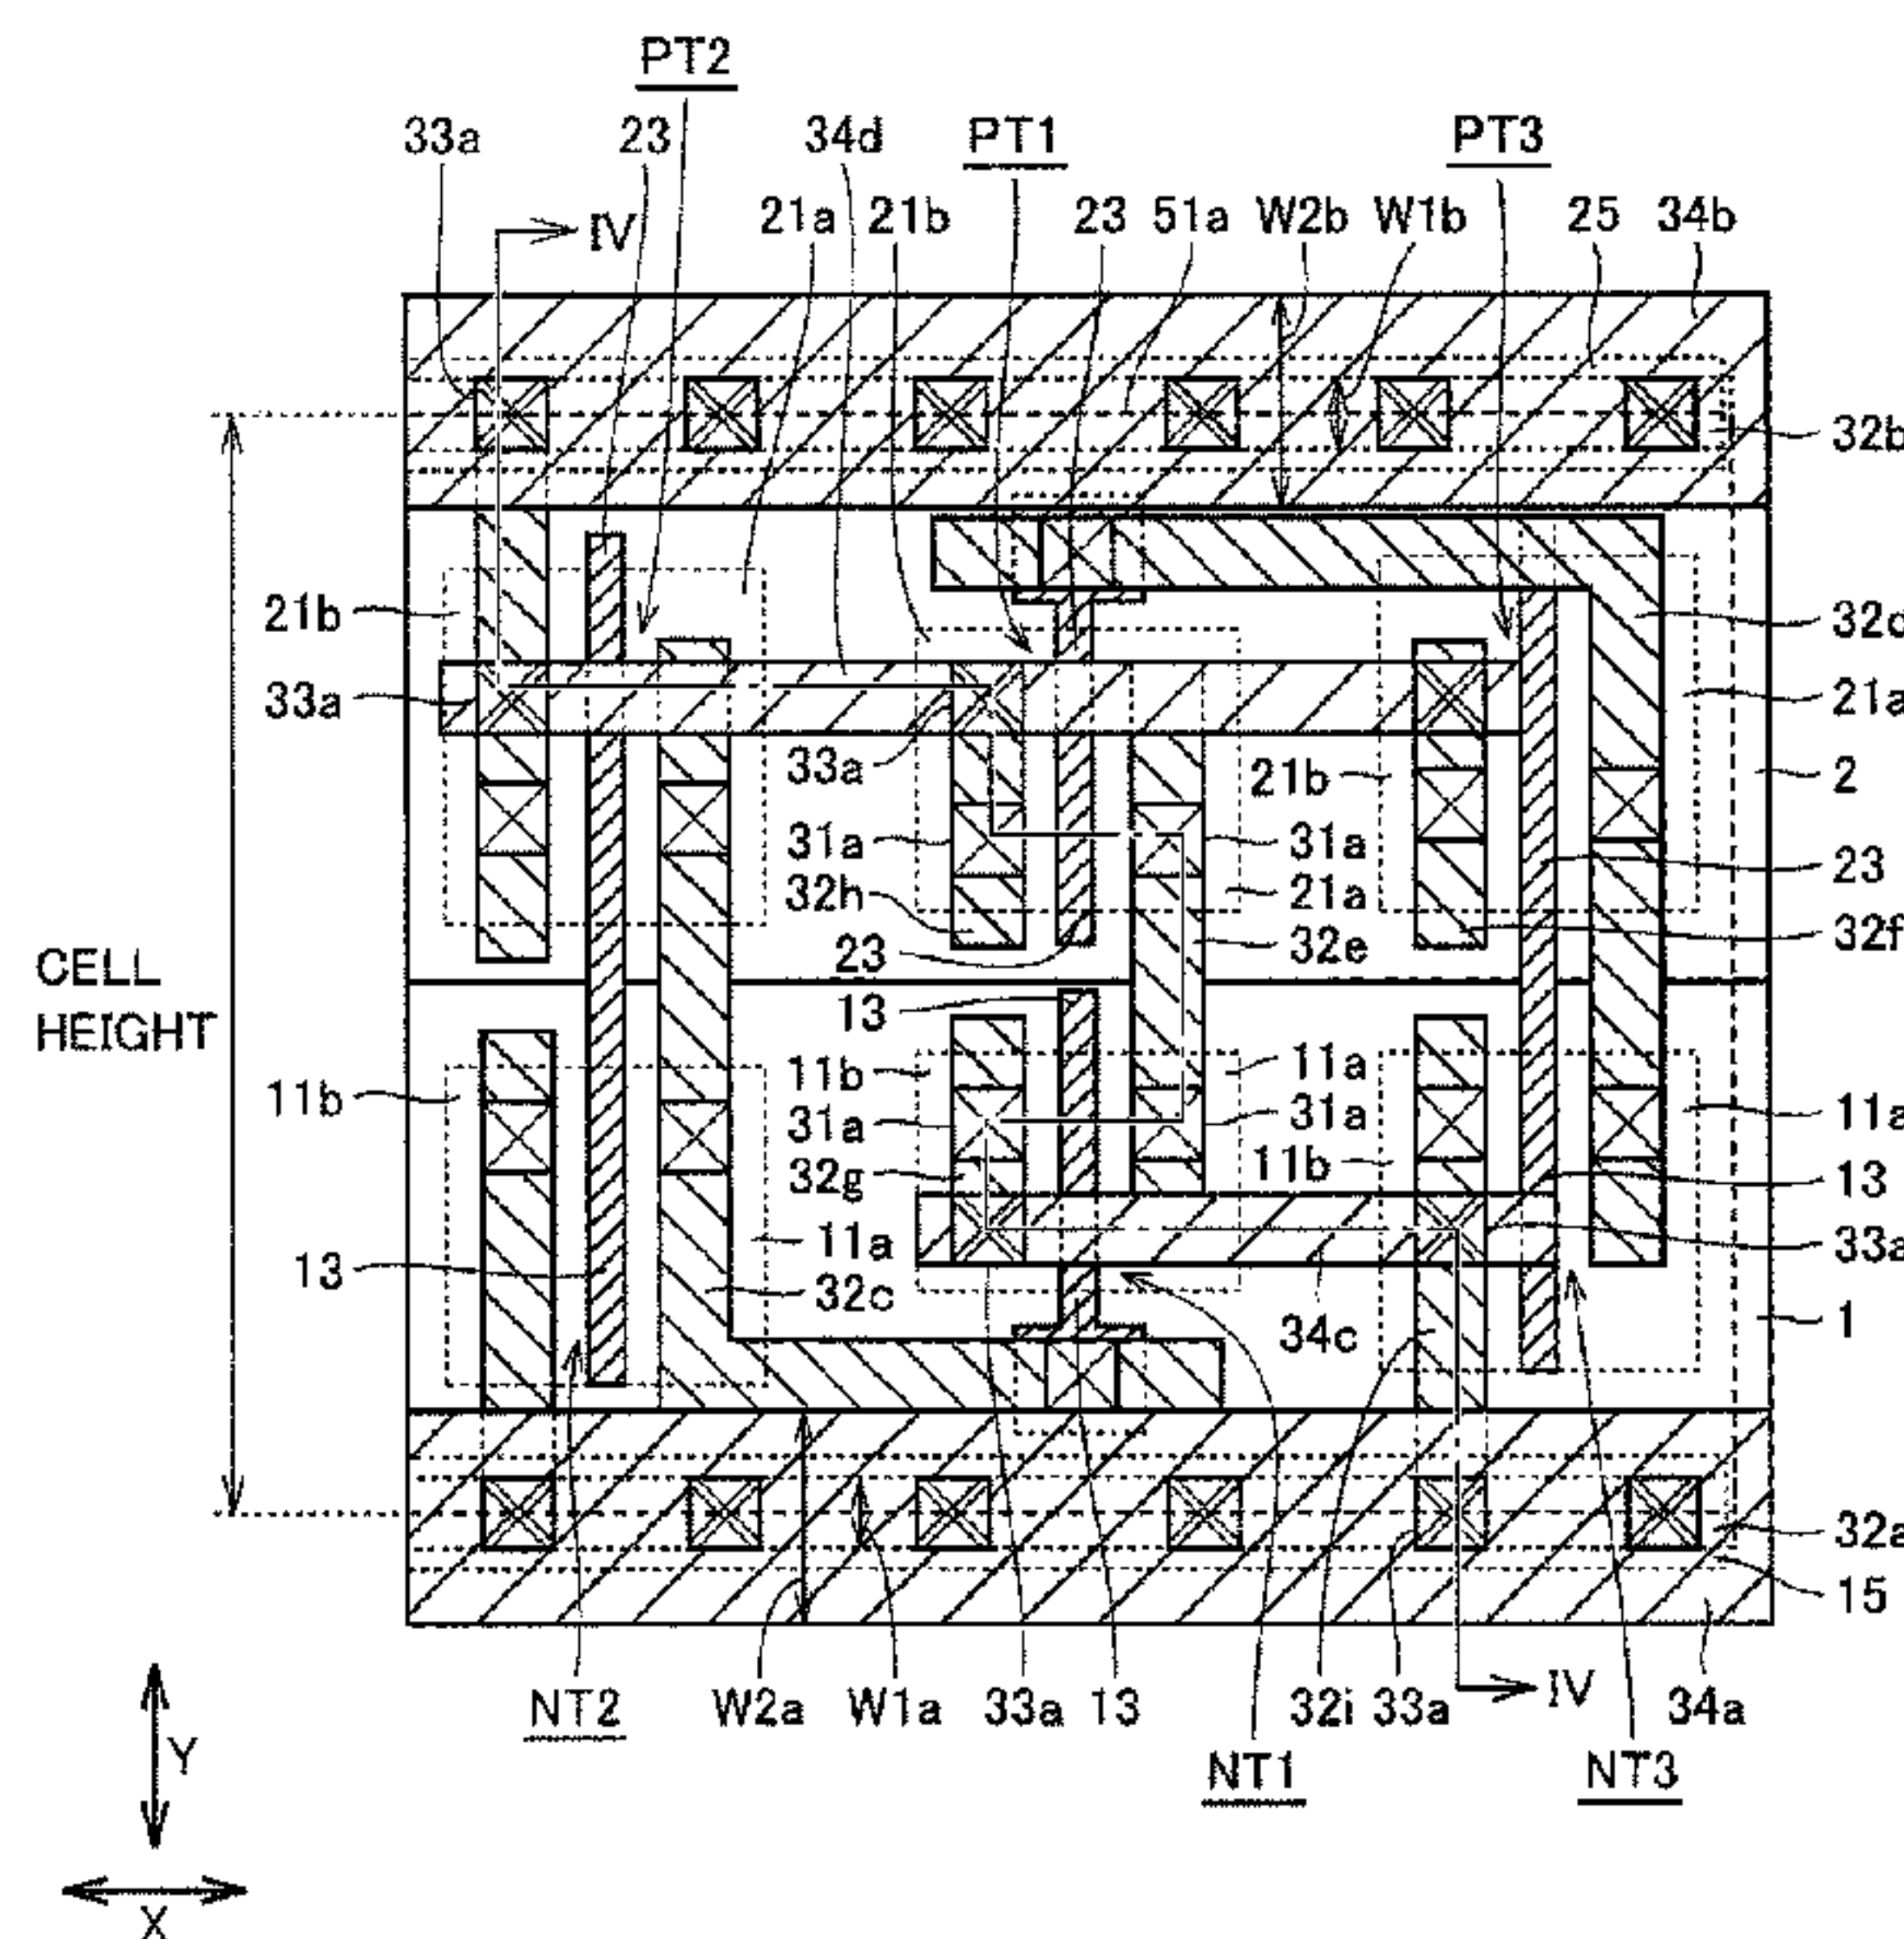 PT2
33a 23 34d PT1 PT3
IV 21a 21b 23 51a W2b W1b 25 34b
32b
21b 32d
33a 21a
33a 21b 2
31a 31a 23
32h 21a
23 32e 32f
CELL
HEIGHT
13
11b 11b 11a 11a
31a 31a
32g 11b 13
13 11a 33a
32c 34c 1
32a
15
NT2 W2a W1a 33a 13 32i 33a IV 34a
NT1 NT3
Y
X